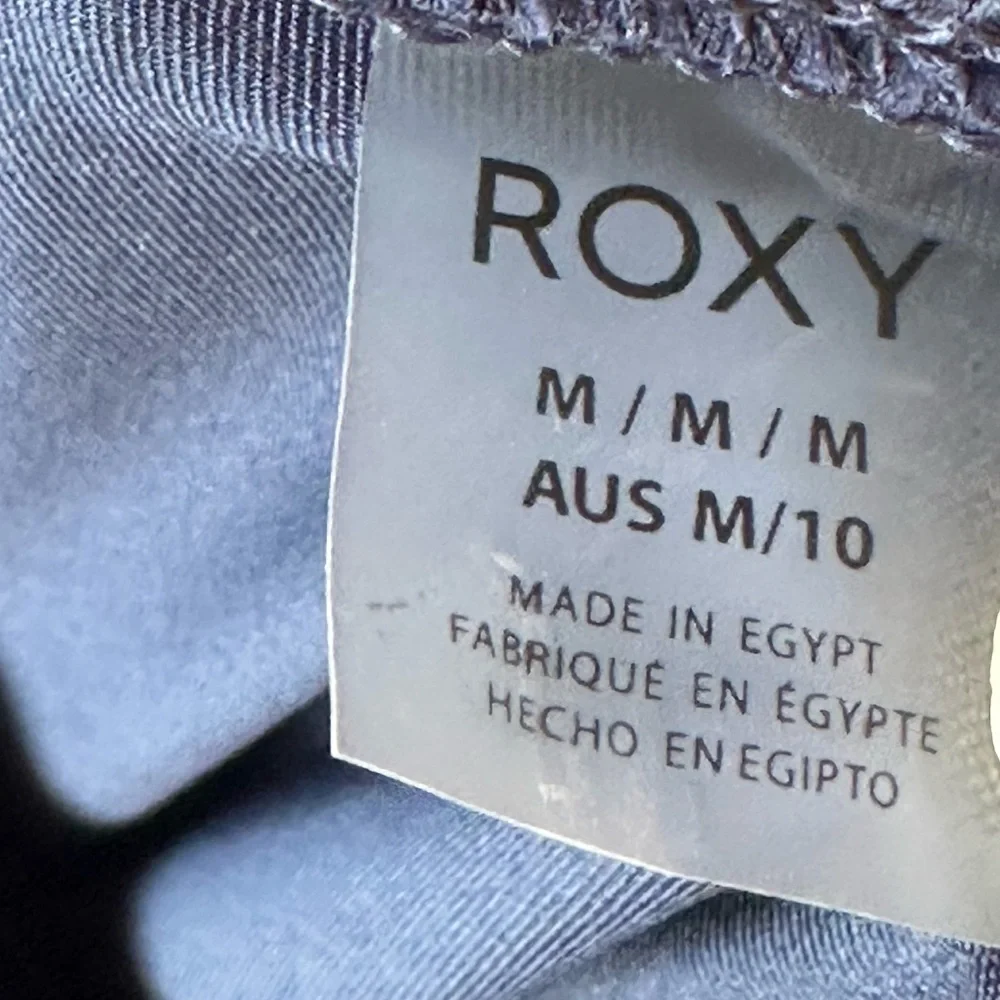 ROXY
M / M / M
AUS M/10
MADE IN EGYPT
FABRIQUÉ EN ÉGYPTE
HECHO EN EGIPTO